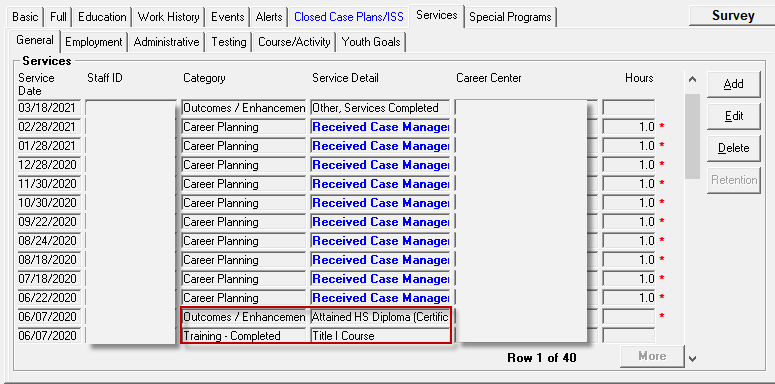 Basic Full Education Work History Events Alerts Closed Case Plans/ISS Services Special Programs Survey
General Employment Administrative Testing Course/Activity Youth Goals
Services
Service Date Staff ID Category Service Detail Career Center Hours
03/18/2021 Outcomes / Enhancemen Other, Services Completed Add
02/28/2021 Career Planning Received Case Manager 1.0 *
01/28/2021 Career Planning Received Case Manager 1.0 * Edit
12/28/2020 Career Planning Received Case Manager 1.0 * Delete
11/30/2020 Career Planning Received Case Manager 1.0 * Retention
10/30/2020 Career Planning Received Case Manager 1.0 *
09/22/2020 Career Planning Received Case Manager 1.0 *
08/24/2020 Career Planning Received Case Manager 1.0 *
08/18/2020 Career Planning Received Case Manager 1.0 *
07/18/2020 Career Planning Received Case Manager 1.0 *
06/22/2020 Career Planning Received Case Manager 1.0 *
06/07/2020 Outcomes / Enhancemen Attained HS Diploma (Certific *
06/07/2020 Training - Completed Title I Course
Row 1 of 40 More